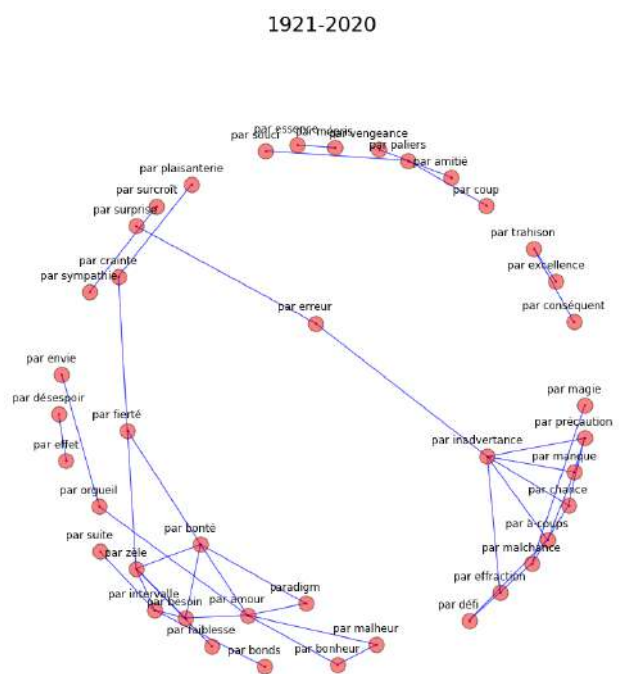 1921-2020
par essence
par mépris
par souci
par vengeance
par paliers
par amitié
par plaisanterie
par coup
par surcroît
par surprise
par trahison
par crainte
par excellence
par sympathie
par erreur
par conséquent
par envie
par magie
par désespoir
par fierté
par précaution
par inadvertance
par effet
par manque
par orgueil
par chance
par suite
par bonté
par à-coups
par zèle
par malchance
par intervalle
par effraction
par besoin
par amour
paradigm
par défi
par faiblesse
par malheur
par bonds
par bonheur